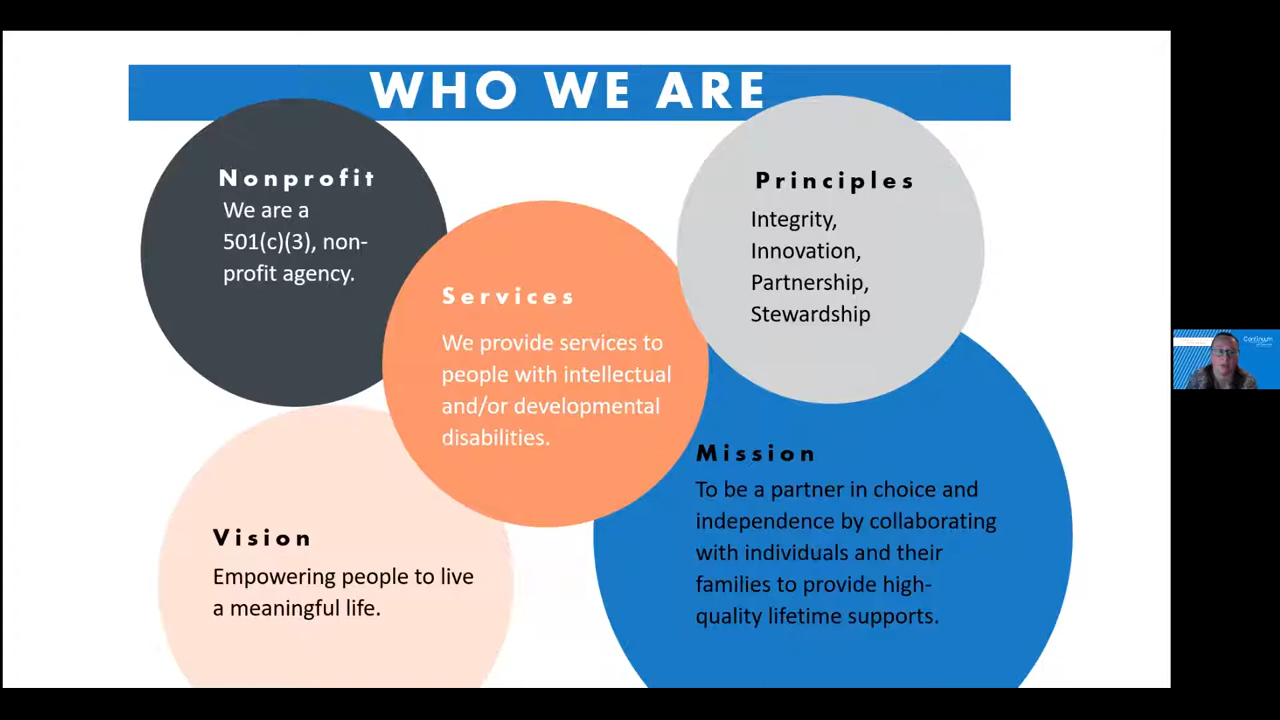 WHO WE ARE
Nonprofit
We are a
501(c)(3), non-
profit agency.
Services
We provide services to
people with intellectual
and/or developmental
disabilities.
Principles
Integrity,
Innovation,
Partnership,
Stewardship
Vision
Empowering people to live
a meaningful life.
Mission
To be a partner in choice and
independence by collaborating
with individuals and their
families to provide high-
quality lifetime supports.
Continuum